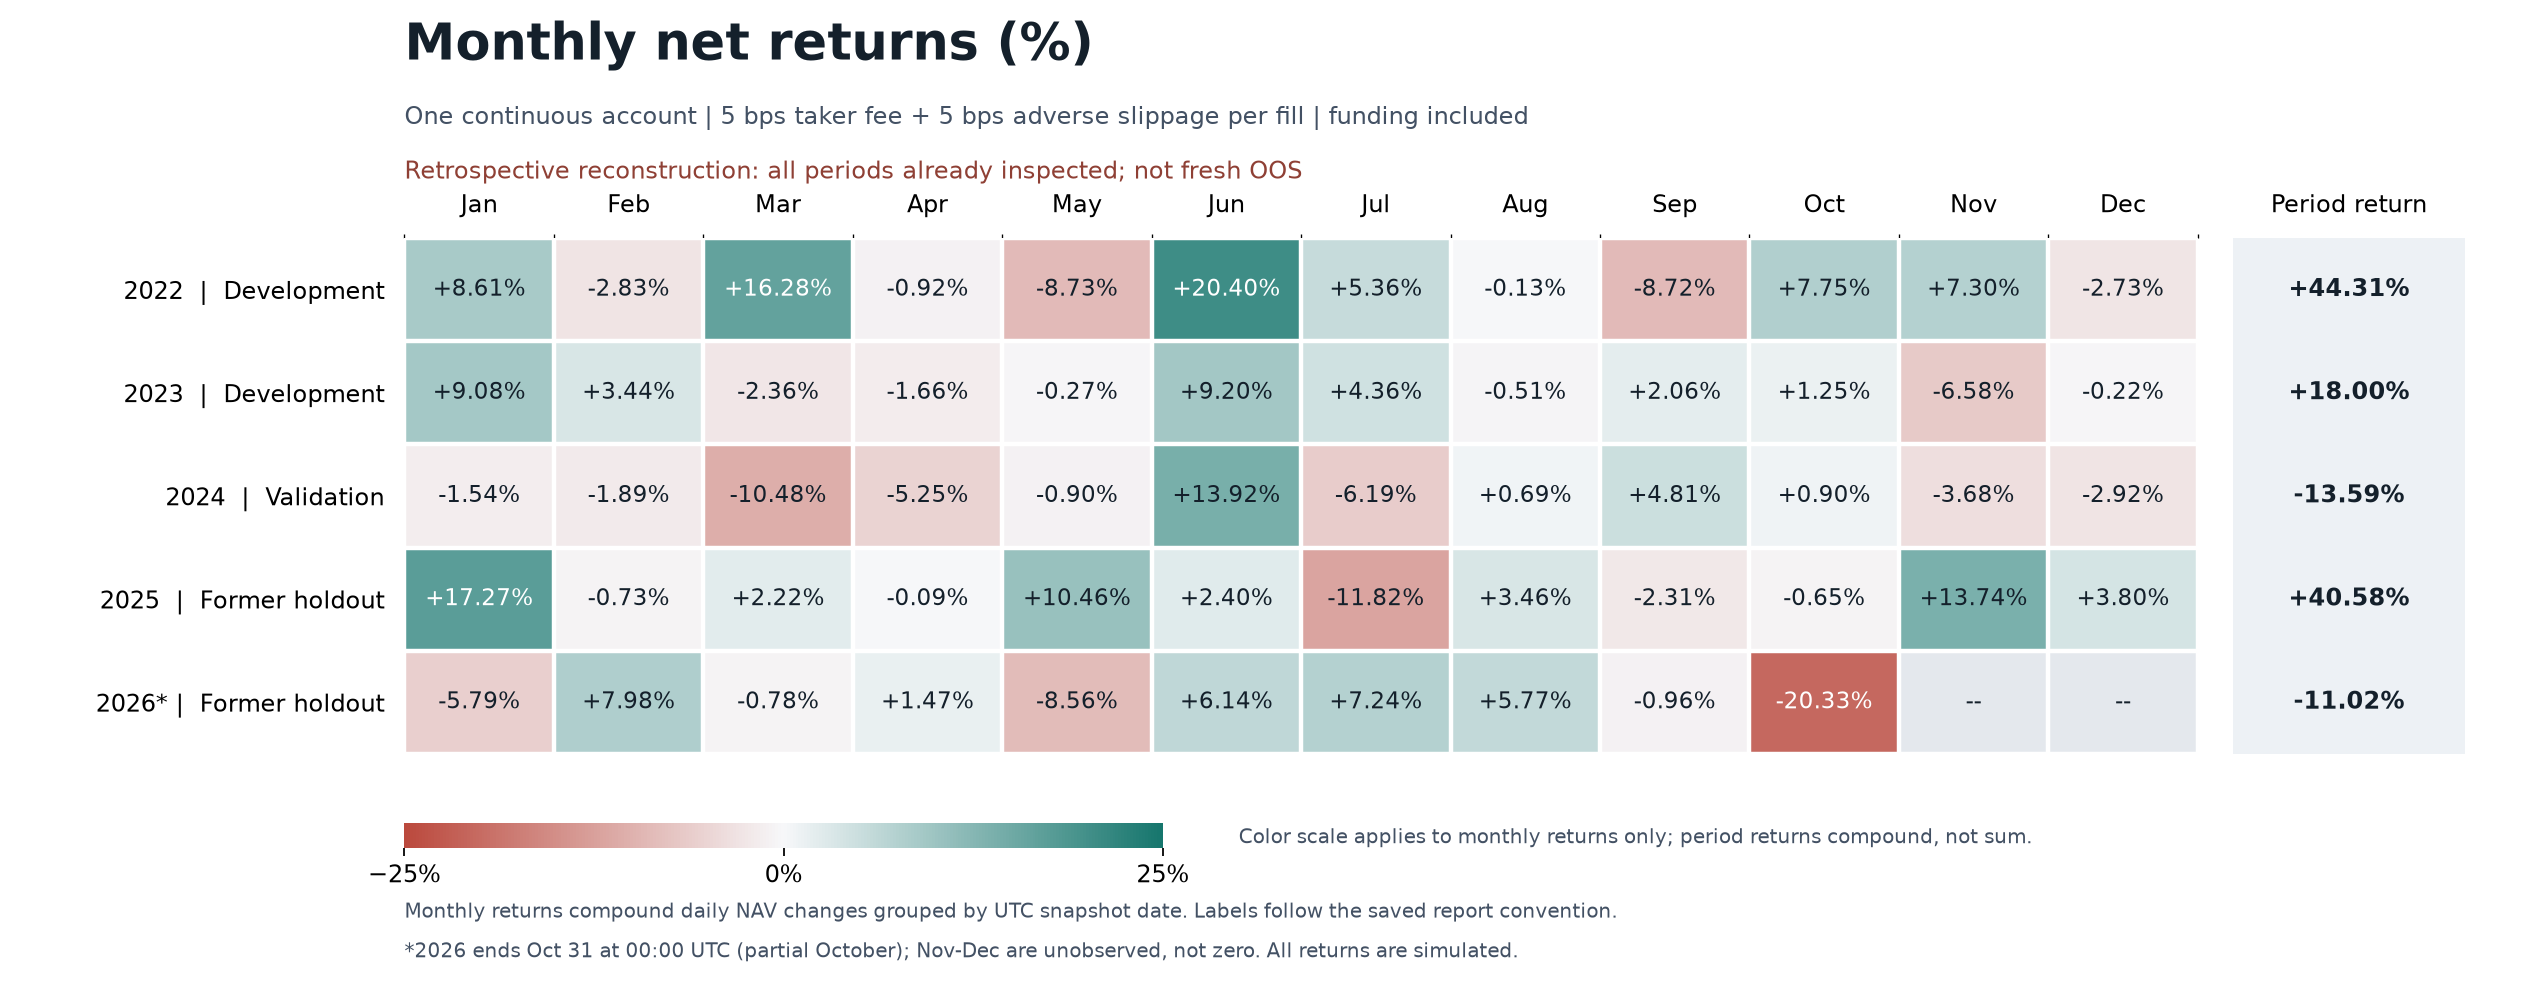 Monthly net returns (%)
One continuous account | 5 bps taker fee + 5 bps adverse slippage per fill | funding included
Retrospective reconstruction: all periods already inspected; not fresh OOS
Jan Feb Mar Apr May Jun Jul Aug Sep Oct Nov Dec Period return
2022 | Development +8.61% -2.83% +16.28% -0.92% -8.73% +20.40% +5.36% -0.13% -8.72% +7.75% +7.30% -2.73% +44.31%
2023 | Development +9.08% +3.44% -2.36% -1.66% -0.27% +9.20% +4.36% -0.51% +2.06% +1.25% -6.58% -0.22% +18.00%
2024 | Validation -1.54% -1.89% -10.48% -5.25% -0.90% +13.92% -6.19% +0.69% +4.81% +0.90% -3.68% -2.92% -13.59%
2025 | Former holdout +17.27% -0.73% +2.22% -0.09% +10.46% +2.40% -11.82% +3.46% -2.31% -0.65% +13.74% +3.80% +40.58%
2026* | Former holdout -5.79% +7.98% -0.78% +1.47% -8.56% +6.14% +7.24% +5.77% -0.96% -20.33% -- -- -11.02%
Color scale applies to monthly returns only; period returns compound, not sum.
−25% 0% 25%
Monthly returns compound daily NAV changes grouped by UTC snapshot date. Labels follow the saved report convention.
*2026 ends Oct 31 at 00:00 UTC (partial October); Nov-Dec are unobserved, not zero. All returns are simulated.